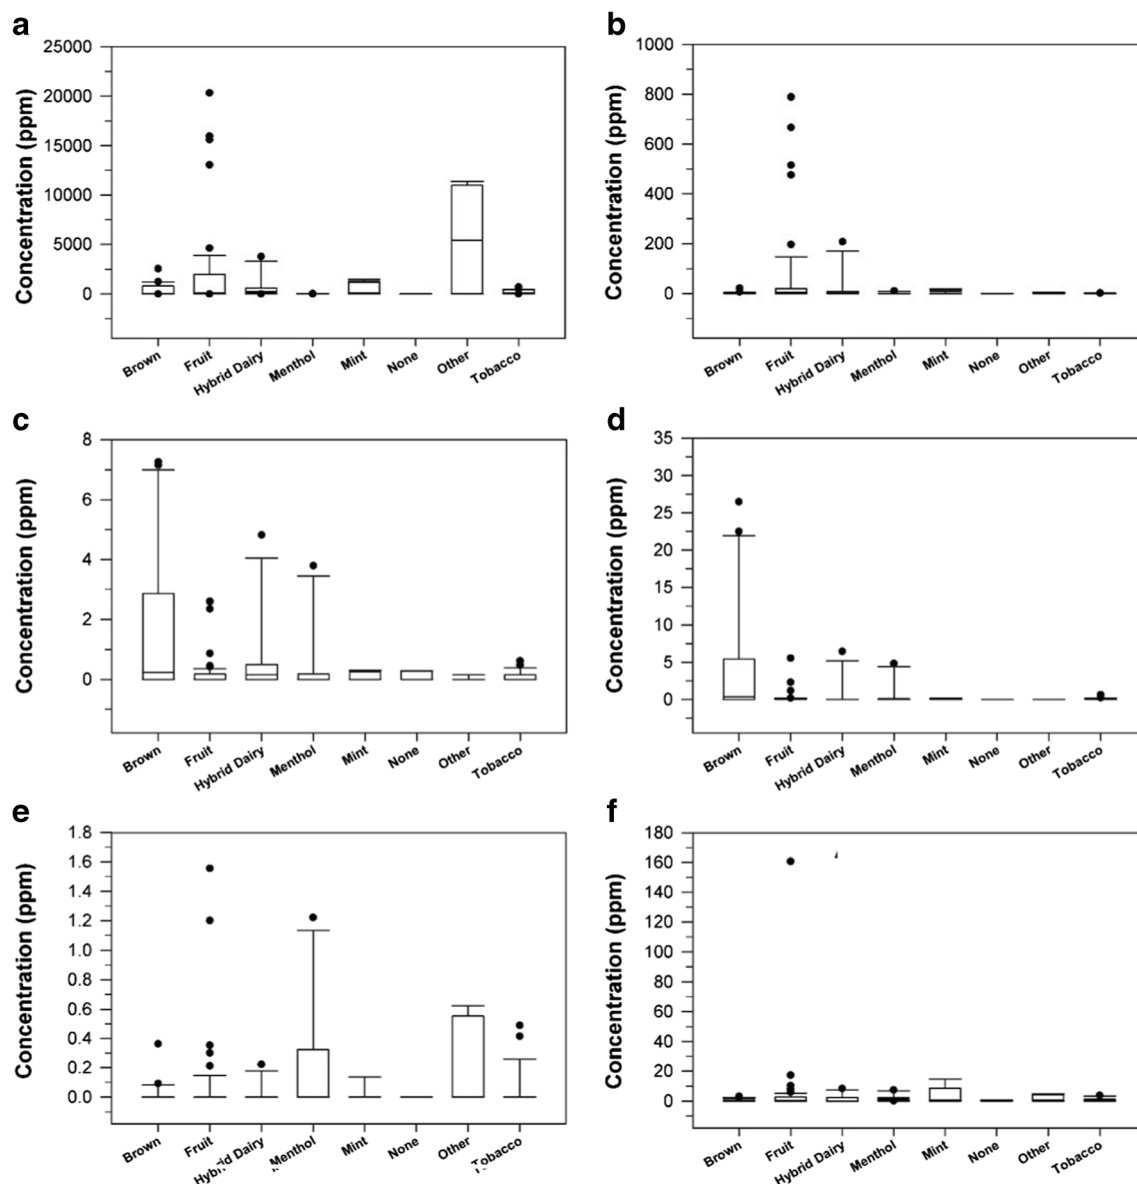 a
25000
20000
15000
10000
5000
0
Concentration (ppm)
Brown
Fruit
Hybrid Dairy
Menthol
Mint
None
Other
Tobacco
b
1000
800
600
400
200
0
Concentration (ppm)
Brown
Fruit
Hybrid Dairy
Menthol
Mint
None
Other
Tobacco
c
8
6
4
2
0
Concentration (ppm)
Brown
Fruit
Hybrid Dairy
Menthol
Mint
None
Other
Tobacco
d
35
30
25
20
15
10
5
0
Concentration (ppm)
Brown
Fruit
Hybrid Dairy
Menthol
Mint
None
Other
Tobacco
e
1.8
1.6
1.4
1.2
1.0
0.8
0.6
0.4
0.2
0.0
Concentration (ppm)
Brown
Fruit
Hybrid Dairy
Menthol
Mint
None
Other
Tobacco
f
180
160
140
120
100
80
60
40
20
0
Concentration (ppm)
Brown
Fruit
Hybrid Dairy
Menthol
Mint
None
Other
Tobacco